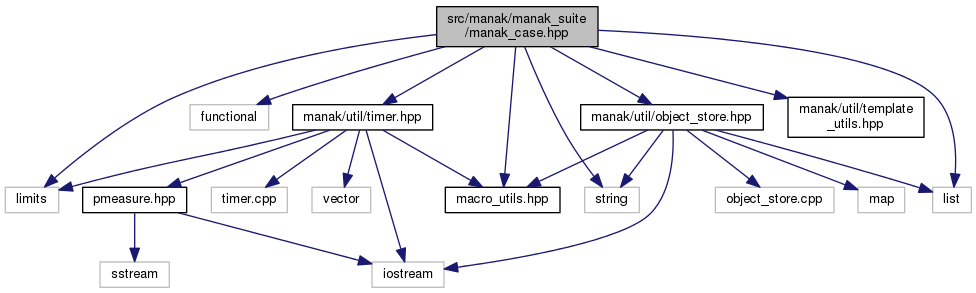 src/manak/manak_suite
/manak_case.hpp
functional
manak/util/timer.hpp
manak/util/object_store.hpp
manak/util/template
_utils.hpp
limits
pmeasure.hpp
timer.cpp
vector
macro_utils.hpp
string
object_store.cpp
map
list
sstream
iostream